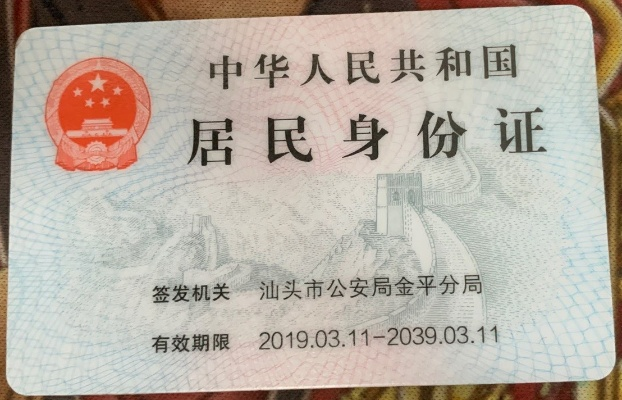 中华人民共和国
居民身份证
签发机关 汕头市公安局金平分局
有效期限 2019.03.11-2039.03.11